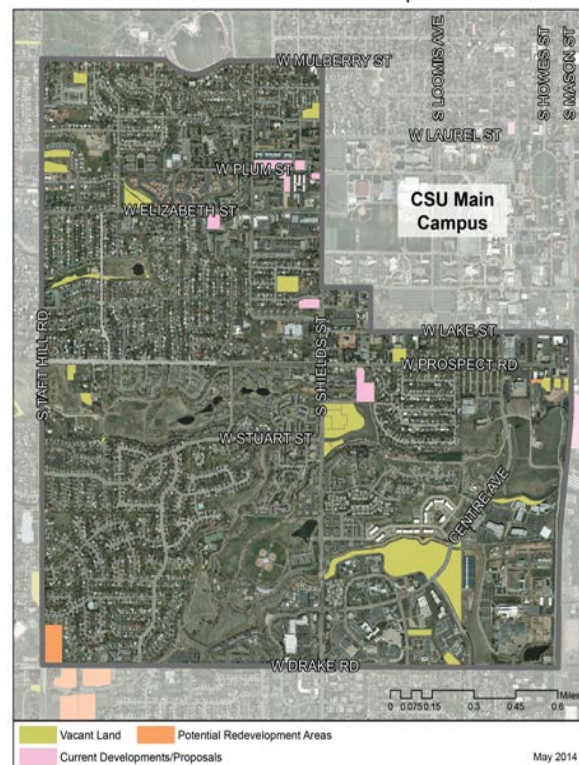 W MULBERRY ST
S LOOMIS AVE
S HOWES ST
S MASON ST
W LAUREL ST
W PLUM ST
CSU Main
Campus
W ELIZABETH ST
S TAFT HILL RD
S SHIELDS ST
W LAKE ST
W PROSPECT RD
W STUART ST
CENTRE AVE
W DRAKE RD
Miles
0 0.075 0.15 0.3 0.45 0.6
Vacant Land
Potential Redevelopment Areas
Current Developments/Proposals
May 2014